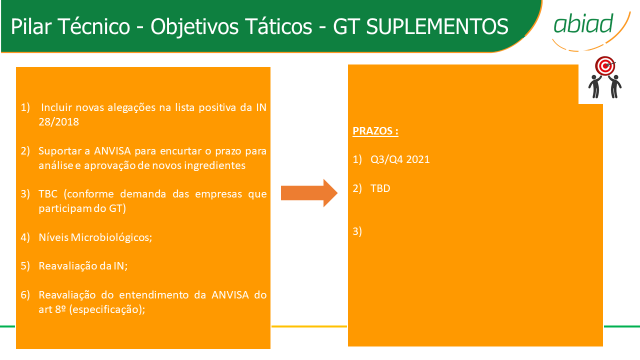 Pilar Técnico - Objetivos Táticos - GT SUPLEMENTOS
abiad
1) Incluir novas alegações na lista positiva da IN
28/2018
2) Suportar a ANVISA para encurtar o prazo para
análise e aprovação de novos ingredientes
3) TBC (conforme demanda das empresas que
participam do GT)
4) Níveis Microbiológicos;
5) Reavaliação da IN;
6) Reavaliação do entendimento da ANVISA do
art 8º (especificação);
PRAZOS :
1) Q3/Q4 2021
2) TBD
3)